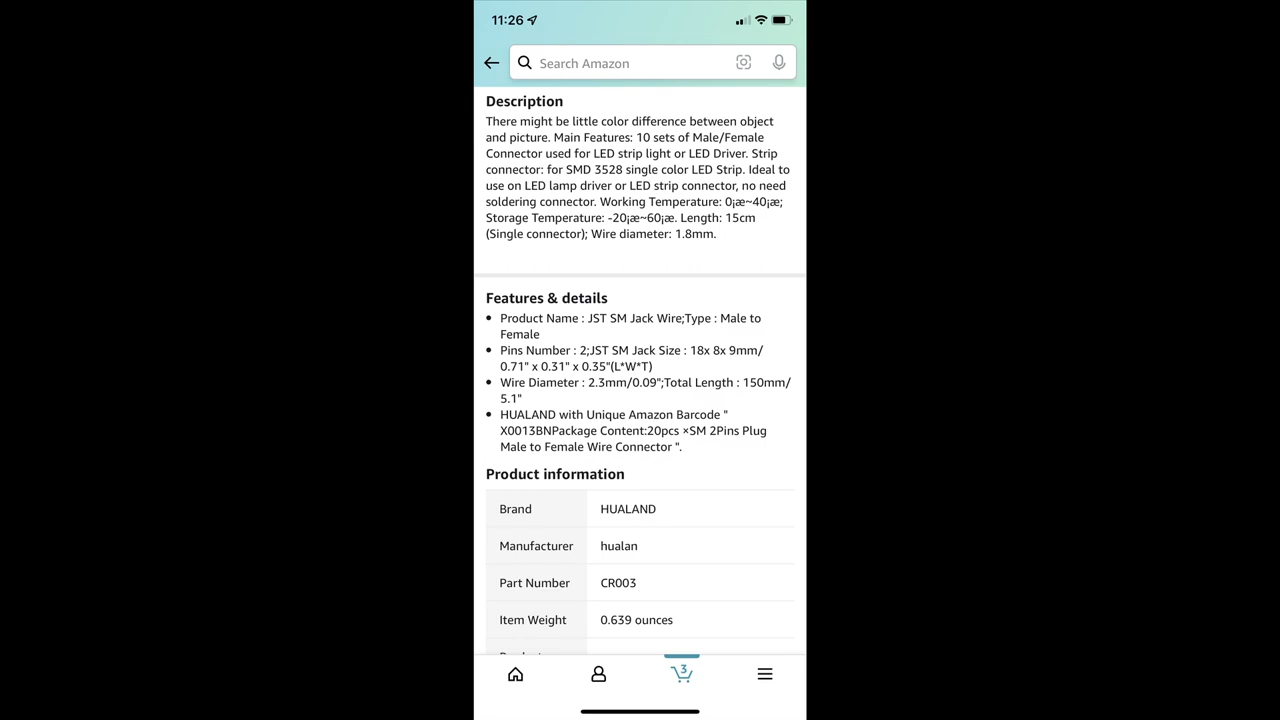 11:26
Search Amazon
Description
There might be little color difference between object
and picture. Main Features: 10 sets of Male/Female
Connector used for LED strip light or LED Driver. Strip
connector: for SMD 3528 single color LED Strip. Ideal to
use on LED lamp driver or LED strip connector, no need
soldering connector. Working Temperature: 0¡æ~40¡æ;
Storage Temperature: -20¡æ~60¡æ. Length: 15cm
(Single connector); Wire diameter: 1.8mm.
Features & details
• Product Name : JST SM Jack Wire;Type : Male to
Female
• Pins Number : 2;JST SM Jack Size : 18x 8x 9mm/
0.71" x 0.31" x 0.35"(L*W*T)
• Wire Diameter : 2.3mm/0.09";Total Length : 150mm/
5.1"
• HUALAND with Unique Amazon Barcode "
X0013BNPackage Content:20pcs ×SM 2Pins Plug
Male to Female Wire Connector ".
Product information
Brand HUALAND
Manufacturer hualan
Part Number CR003
Item Weight 0.639 ounces
3